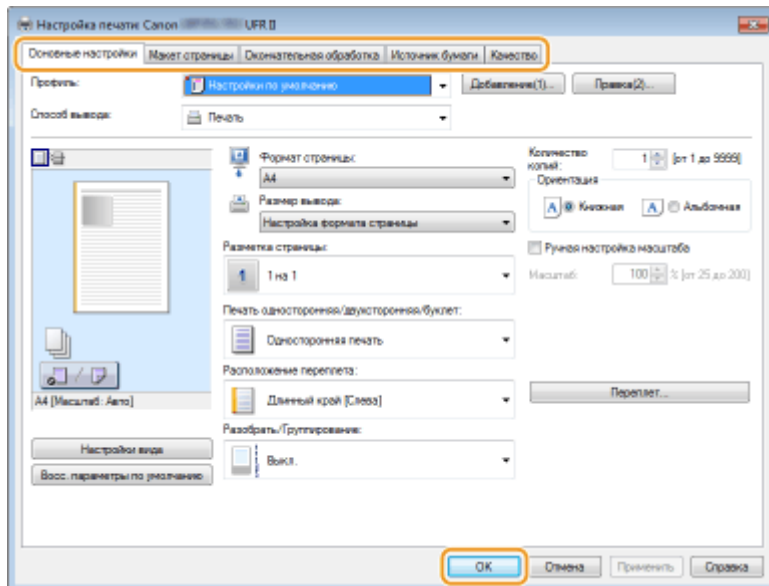 Настройка печати: Canon UFR II
Основные настройки Макет страницы Окончательная обработка Источник бумаги Качество
Профиль: Настройки по умолчанию Добавление(1)... Правка(2)...
Способ вывода: Печать
Формат страницы:
A4
Размер вывода:
Настройка формата страницы
Разметка страницы:
1 1 на 1
Печать односторонняя/двухсторонняя/буклет:
Односторонняя печать
Расположение переплета:
Длинный край [Слева]
Разобрать/Группирование:
Выкл.
Количество копий: 1 [от 1 до 9999]
Ориентация
A Книжная A Альбомная
Ручная настройка масштаба
Масштаб: 100 % [от 25 до 200]
Переплет...
A4 [Масштаб: Авто]
Настройки вида
Восс. параметры по умолчанию
OK Отмена Применить Справка